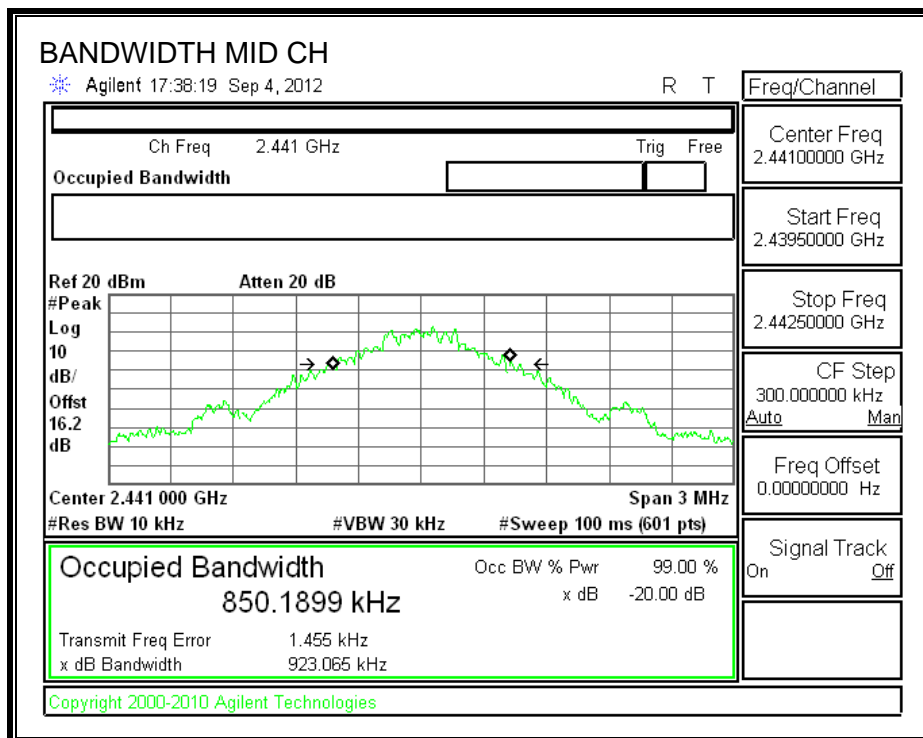 BANDWIDTH MID CH
Agilent 17:38:19 Sep 4, 2012 R T
Freq/Channel
Ch Freq 2.441 GHz Trig Free
Occupied Bandwidth
Center Freq
2.44100000 GHz
Start Freq
2.43950000 GHz
Stop Freq
2.44250000 GHz
CF Step
300.000000 kHz
Auto Man
Freq Offset
0.00000000 Hz
Signal Track
On Off
Ref 20 dBm Atten 20 dB
#Peak
Log
10
dB/
Offst
16.2
dB
Center 2.441 000 GHz Span 3 MHz
#Res BW 10 kHz #VBW 30 kHz #Sweep 100 ms (601 pts)
Occupied Bandwidth Occ BW % Pwr 99.00 %
850.1899 kHz x dB -20.00 dB
Transmit Freq Error 1.455 kHz
x dB Bandwidth 923.065 kHz
Copyright 2000-2010 Agilent Technologies